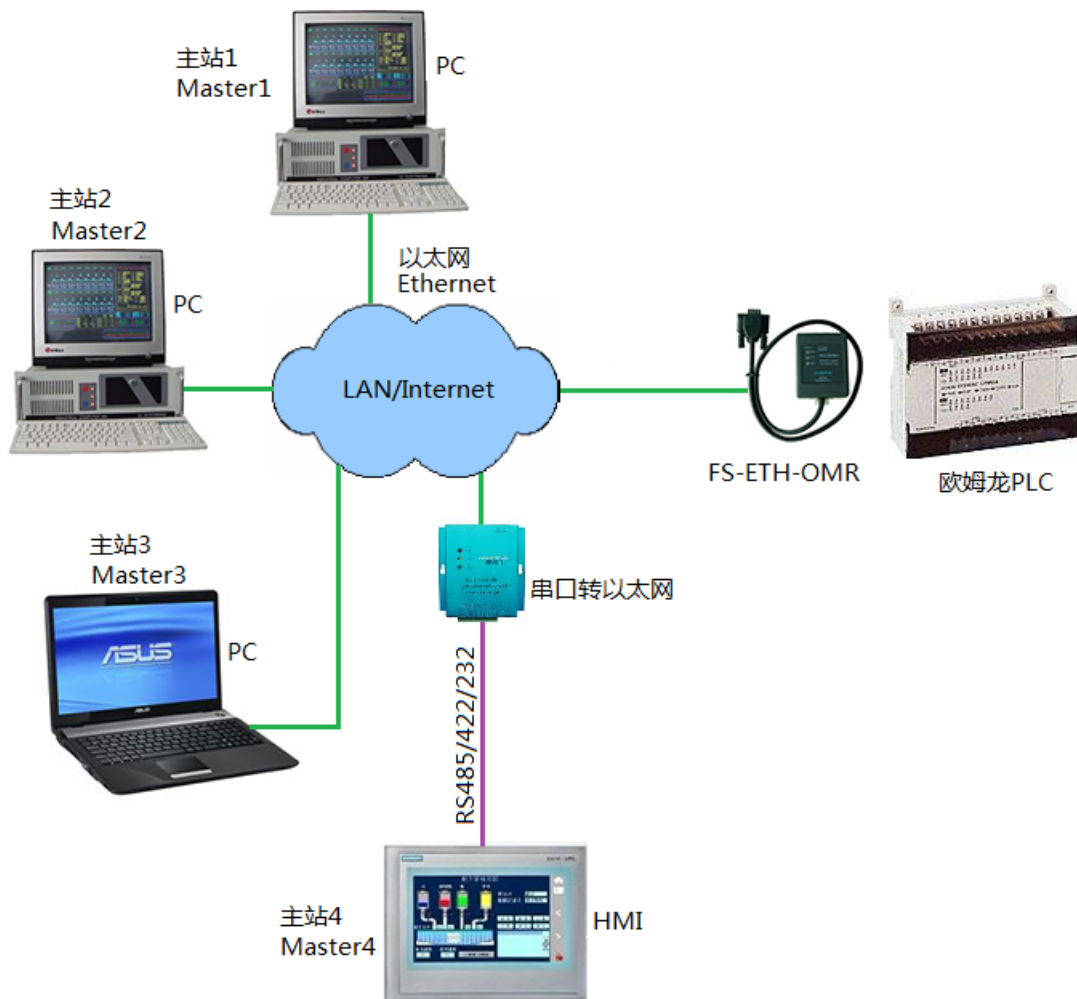 主站1
Master1
PC
主站2
Master2
PC
以太网
Ethernet
LAN/Internet
FS-ETH-OMR
欧姆龙PLC
主站3
Master3
PC
ASUS
ASUS
串口转以太网
RS485/422/232
主站4
Master4
HMI